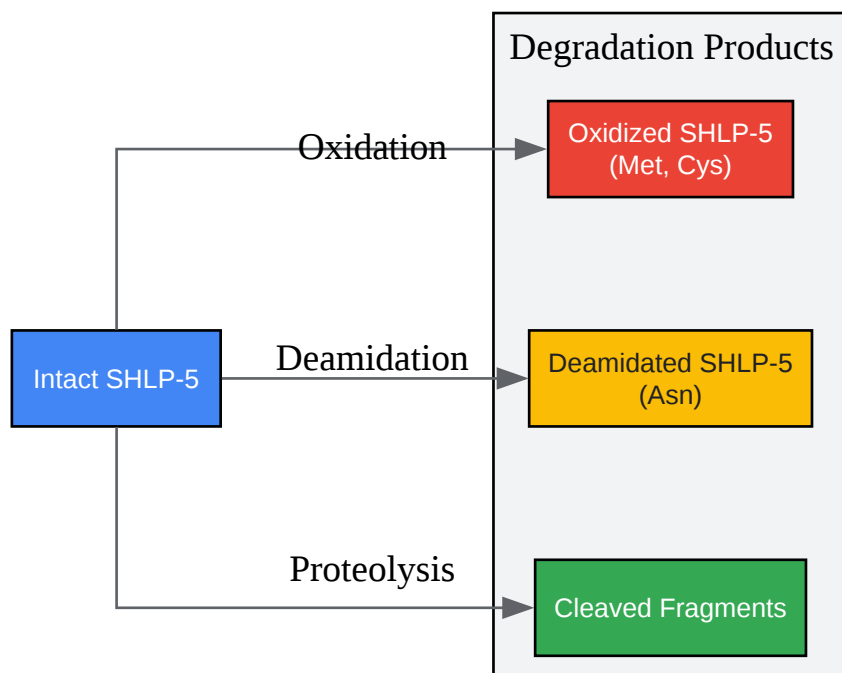 Degradation Products
Oxidation
Oxidized SHLP-5
(Met, Cys)
Intact SHLP-5
Deamidation
Deamidated SHLP-5
(Asn)
Proteolysis
Cleaved Fragments